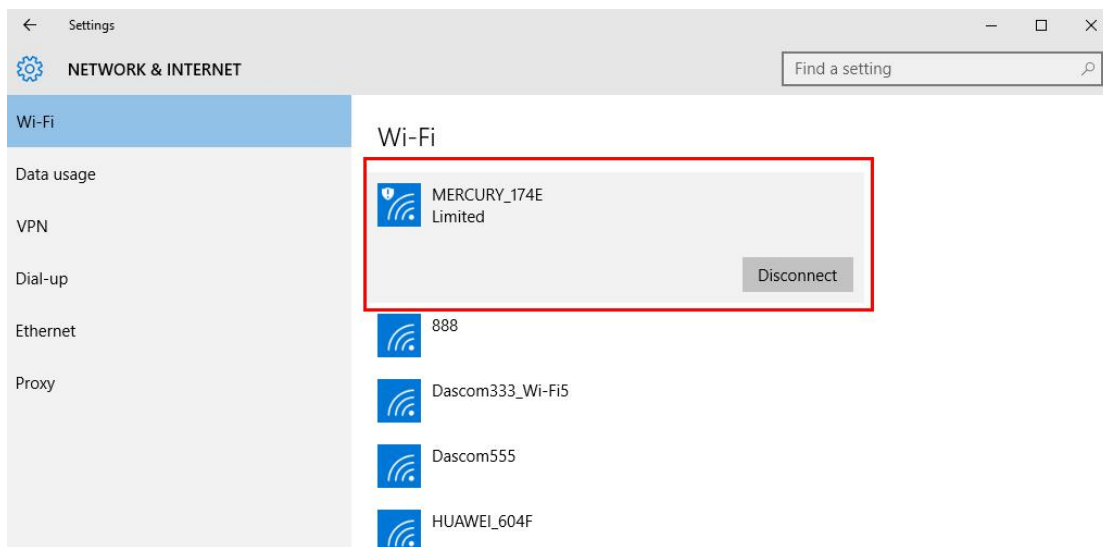 Settings
NETWORK & INTERNET
Find a setting
Wi-Fi
Data usage
VPN
Dial-up
Ethernet
Proxy
Wi-Fi
MERCURY_174E
Limited
Disconnect
888
Dascom333_Wi-Fi5
Dascom555
HUAWEI_604F